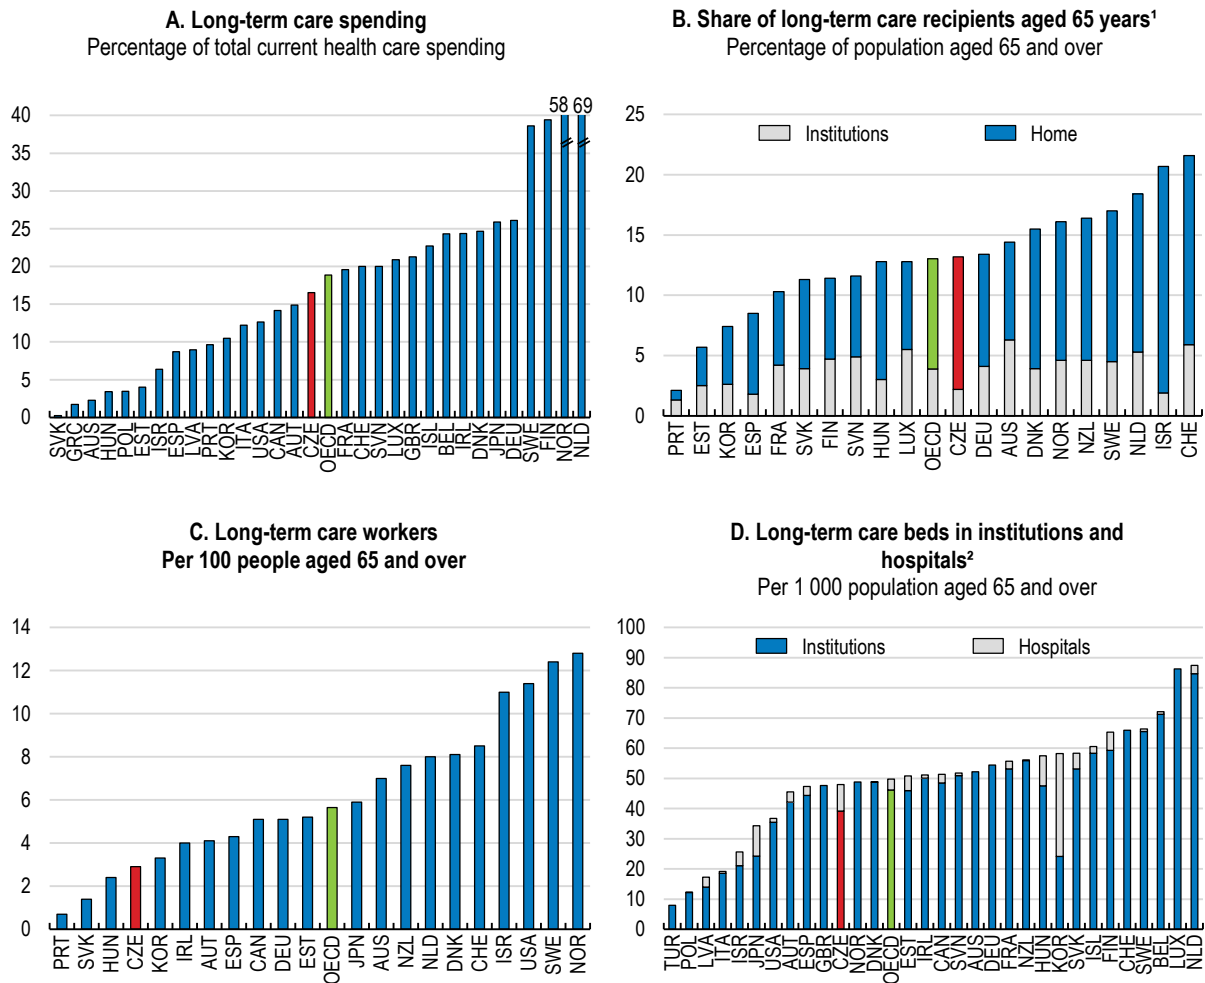 A. Long-term care spending
Percentage of total current health care spending
58 69
40
35
30
25
20
15
10
5
0
SVK GRC AUS HUN POL EST ISR ESP LVA PRT KOR ITA USA CAN AUT CZE OECD FRA CHE SVN LUX GBR ISL BEL IRL DNK JPN DEU SWE FIN NOR NLD
B. Share of long-term care recipients aged 65 years¹
Percentage of population aged 65 and over
25
Institutions Home
20
15
10
5
0
PRT EST KOR ESP FRA SVK FIN SVN HUN LUX OECD CZE DEU AUS DNK NOR NZL SWE NLD ISR CHE
C. Long-term care workers
Per 100 people aged 65 and over
14
12
10
8
6
4
2
0
PRT SVK HUN CZE KOR IRL AUT ESP CAN DEU EST OECD JPN AUS NZL NLD DNK CHE ISR USA SWE NOR
D. Long-term care beds in institutions and
hospitals²
Per 1 000 population aged 65 and over
100
Institutions Hospitals
90
80
70
60
50
40
30
20
10
0
TUR POL LVA ITA ISR JPN USA AUT ESP GBR CZE NOR DNK OECD EST IRL CAN SVN AUS DEU FRA NZL HUN KOR SVK ISL FIN CHE SWE BEL LUX NLD